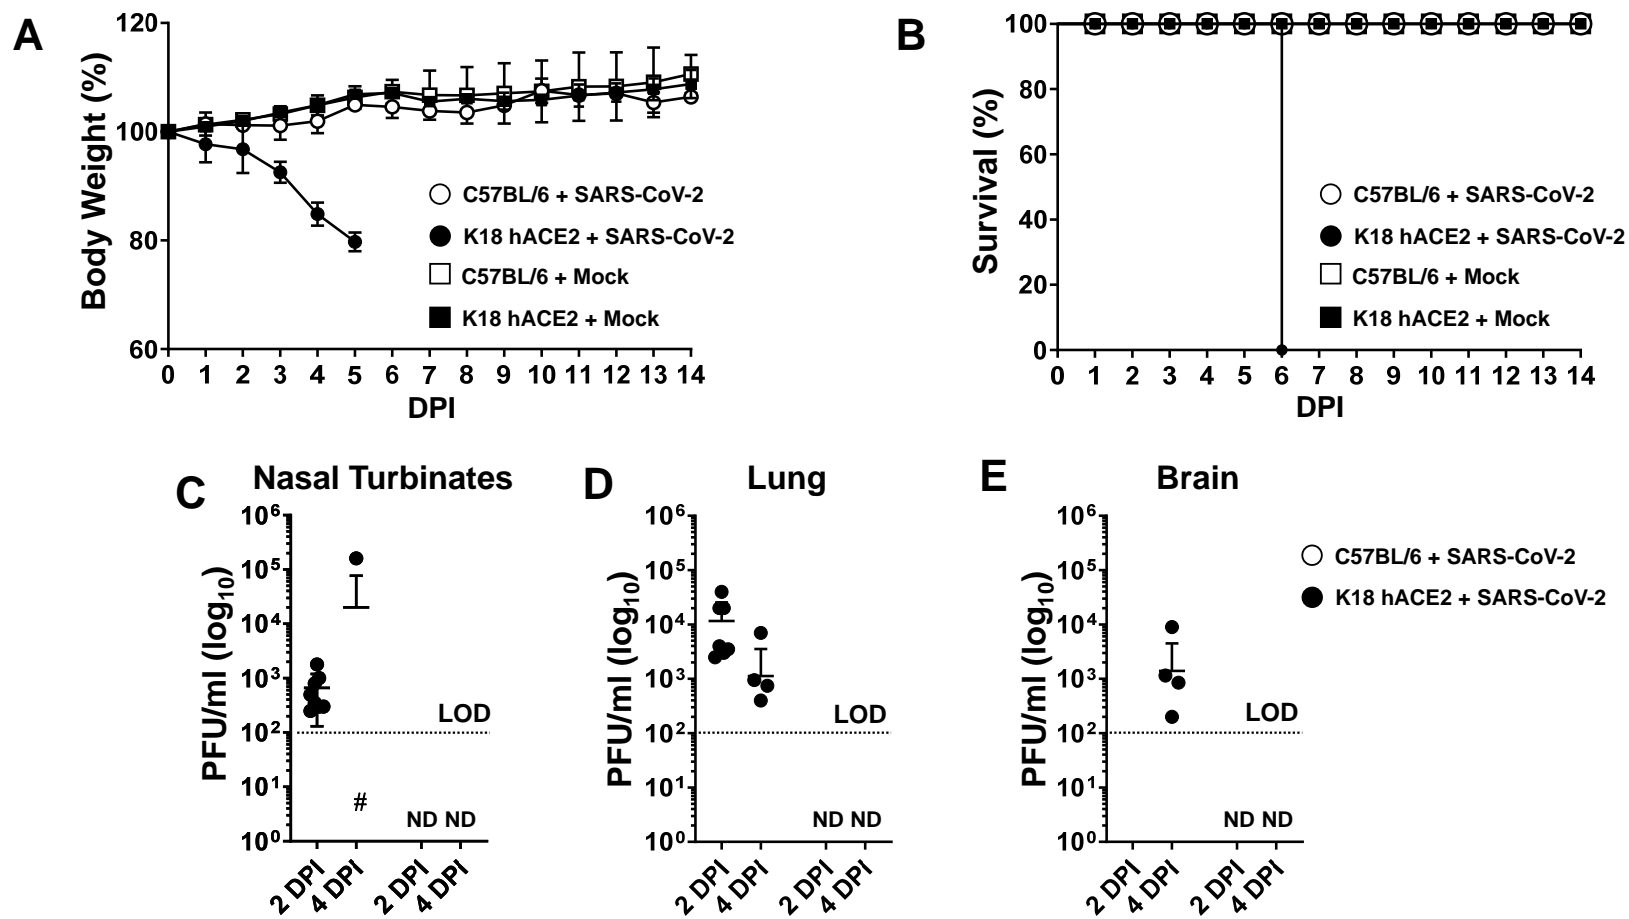 A
Body Weight (%)
120
100
80
60
0 1 2 3 4 5 6 7 8 9 10 11 12 13 14
DPI
C57BL/6 + SARS-CoV-2
K18 hACE2 + SARS-CoV-2
C57BL/6 + Mock
K18 hACE2 + Mock
B
Survival (%)
100
80
60
40
20
0
0 1 2 3 4 5 6 7 8 9 10 11 12 13 14
DPI
C57BL/6 + SARS-CoV-2
K18 hACE2 + SARS-CoV-2
C57BL/6 + Mock
K18 hACE2 + Mock
C
Nasal Turbinates
PFU/ml (log₁₀)
10⁶
10⁵
10⁴
10³
10²
10¹
10⁰
LOD
#
ND ND
2 DPI 4 DPI 2 DPI 4 DPI
D
Lung
PFU/ml (log₁₀)
10⁶
10⁵
10⁴
10³
10²
10¹
10⁰
LOD
ND ND
2 DPI 4 DPI 2 DPI 4 DPI
E
Brain
PFU/ml (log₁₀)
10⁶
10⁵
10⁴
10³
10²
10¹
10⁰
LOD
ND ND
2 DPI 4 DPI 2 DPI 4 DPI
C57BL/6 + SARS-CoV-2
K18 hACE2 + SARS-CoV-2